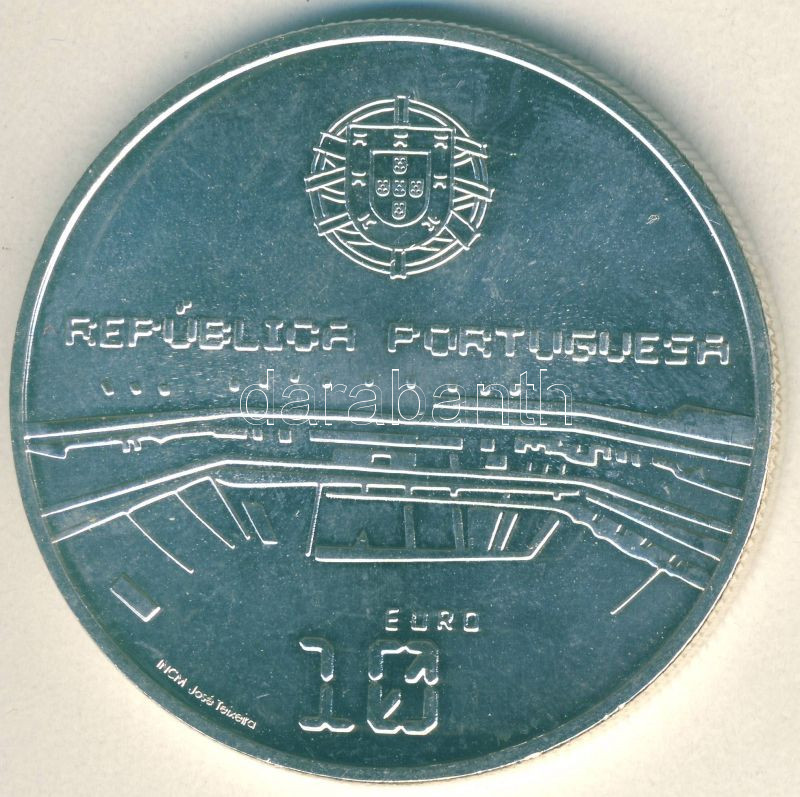 REPÚBLICA PORTUGUESA
darabanth
EURO
10
INCM José Teixeira